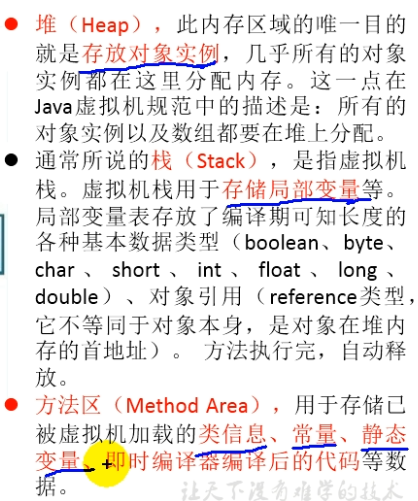 堆（Heap），此内存区域的唯一目的
就是存放对象实例，几乎所有的对象
实例都在这里分配内存。这一点在
Java虚拟机规范中的描述是：所有的
对象实例以及数组都要在堆上分配。
通常所说的栈（Stack），是指虚拟机
栈。虚拟机栈用于存储局部变量等。
局部变量表存放了编译期可知长度的
各种基本数据类型（boolean、byte、
char 、 short 、 int 、 float 、 long 、
double）、对象引用（reference类型，
它不等同于对象本身，是对象在堆内
存的首地址）。 方法执行完，自动释
放。
方法区（Method Area），用于存储已
被虚拟机加载的类信息、常量、静态
变量、即时编译器编译后的代码等数
据。
让天下没有难学的技术